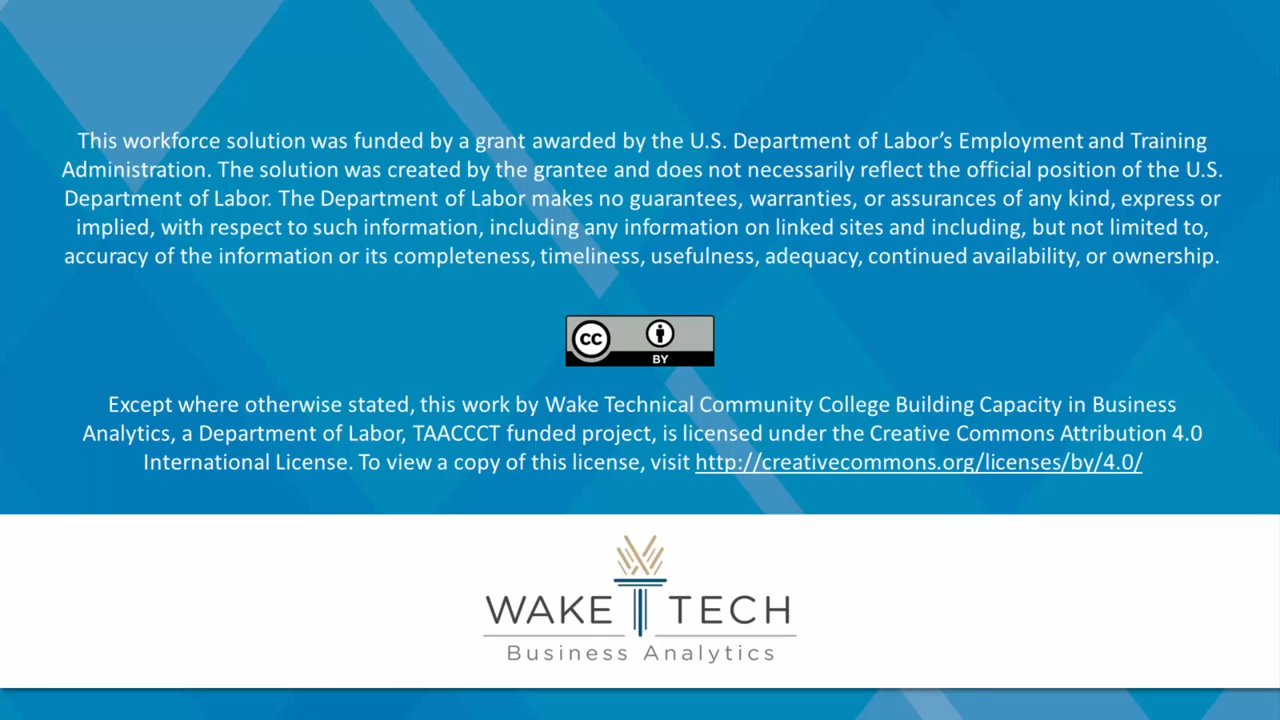 This workforce solution was funded by a grant awarded by the U.S. Department of Labor’s Employment and Training
Administration. The solution was created by the grantee and does not necessarily reflect the official position of the U.S.
Department of Labor. The Department of Labor makes no guarantees, warranties, or assurances of any kind, express or
implied, with respect to such information, including any information on linked sites and including, but not limited to,
accuracy of the information or its completeness, timeliness, usefulness, adequacy, continued availability, or ownership.
CC
BY
Except where otherwise stated, this work by Wake Technical Community College Building Capacity in Business
Analytics, a Department of Labor, TAACCCT funded project, is licensed under the Creative Commons Attribution 4.0
International License. To view a copy of this license, visit http://creativecommons.org/licenses/by/4.0/
WAKE TECH
Business Analytics